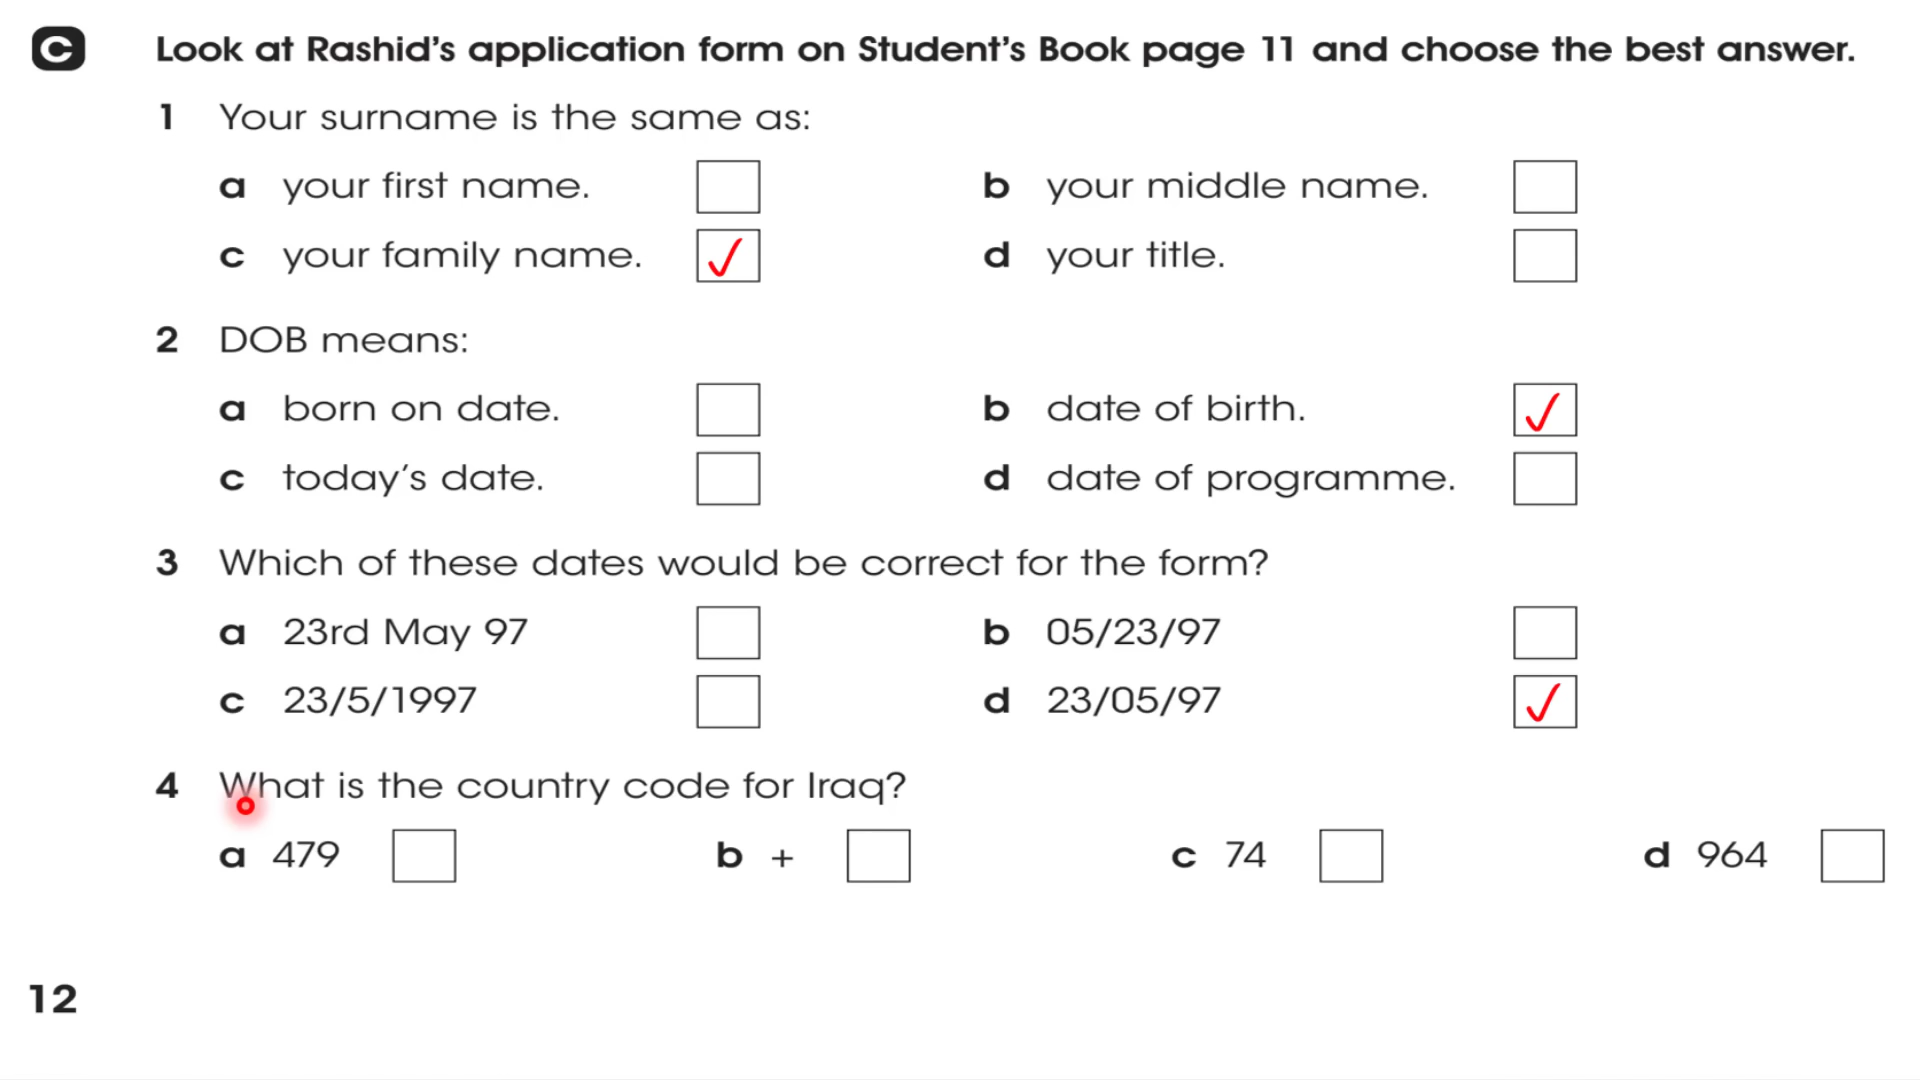 C Look at Rashid’s application form on Student’s Book page 11 and choose the best answer.
1 Your surname is the same as:
a your first name. b your middle name.
c your family name. ✓ d your title.
2 DOB means:
a born on date. b date of birth. ✓
c today’s date. d date of programme.
3 Which of these dates would be correct for the form?
a 23rd May 97 b 05/23/97
c 23/5/1997 d 23/05/97 ✓
4 What is the country code for Iraq?
a 479 b + c 74 d 964
12